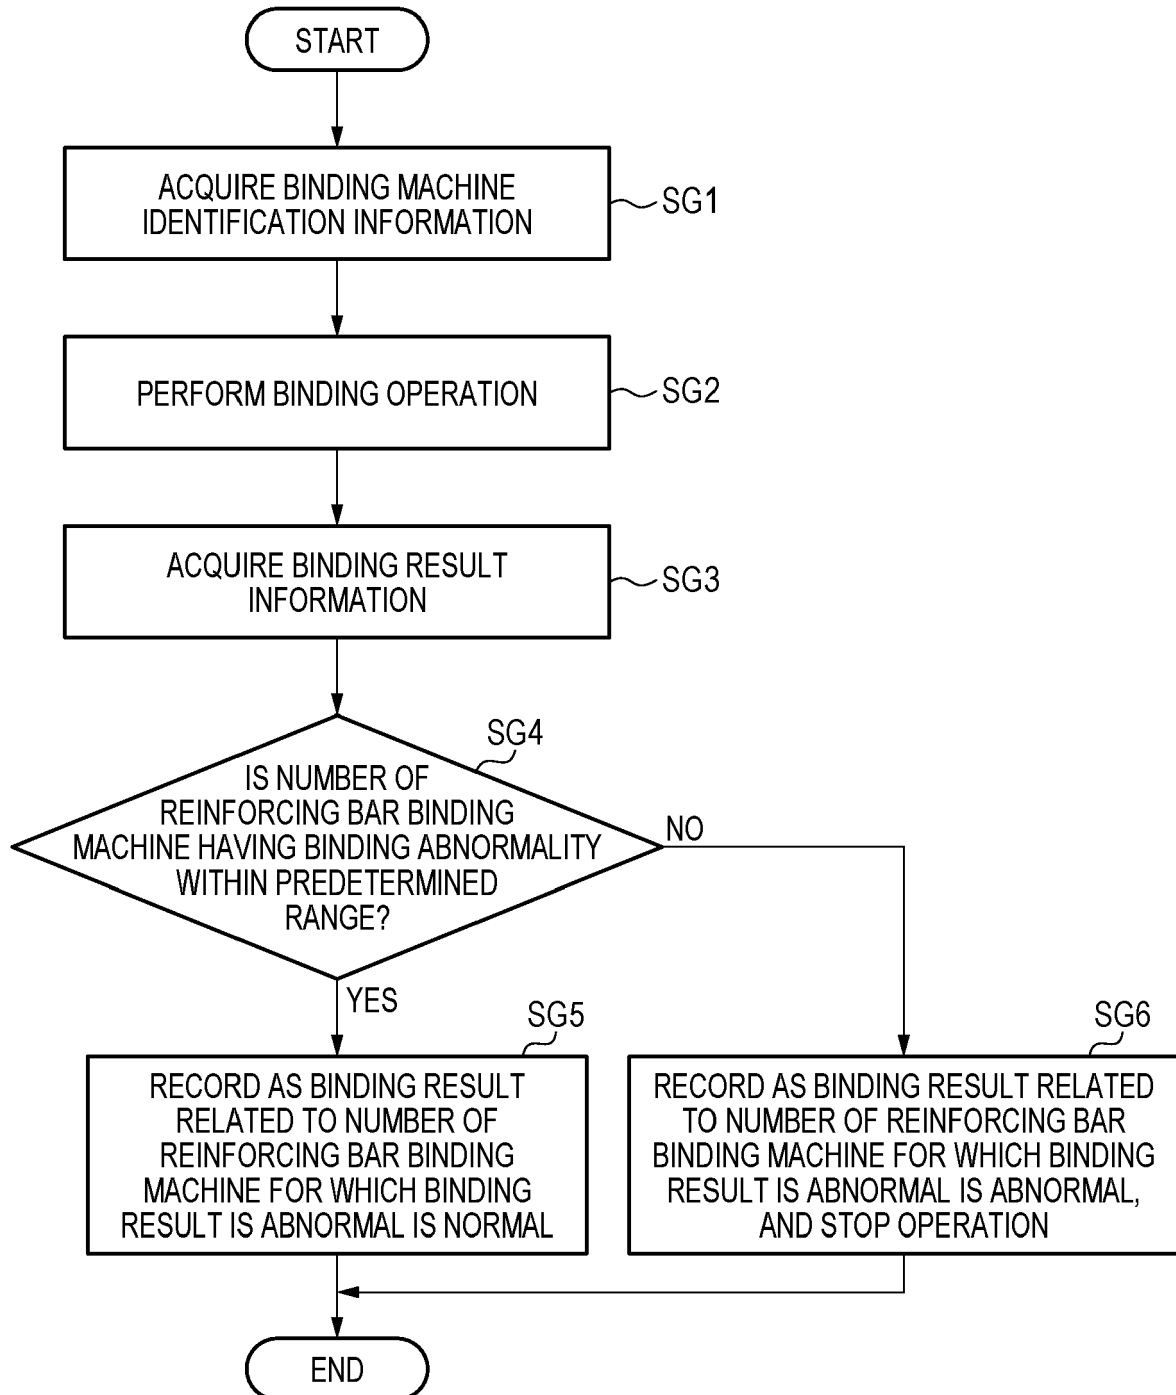 START
ACQUIRE BINDING MACHINE
IDENTIFICATION INFORMATION
SG1
PERFORM BINDING OPERATION
SG2
ACQUIRE BINDING RESULT
INFORMATION
SG3
SG4
IS NUMBER OF
REINFORCING BAR BINDING
MACHINE HAVING BINDING ABNORMALITY
WITHIN PREDETERMINED
RANGE?
NO
YES
SG5
RECORD AS BINDING RESULT
RELATED TO NUMBER OF
REINFORCING BAR BINDING
MACHINE FOR WHICH BINDING
RESULT IS ABNORMAL IS NORMAL
SG6
RECORD AS BINDING RESULT RELATED
TO NUMBER OF REINFORCING BAR
BINDING MACHINE FOR WHICH BINDING
RESULT IS ABNORMAL IS ABNORMAL,
AND STOP OPERATION
END